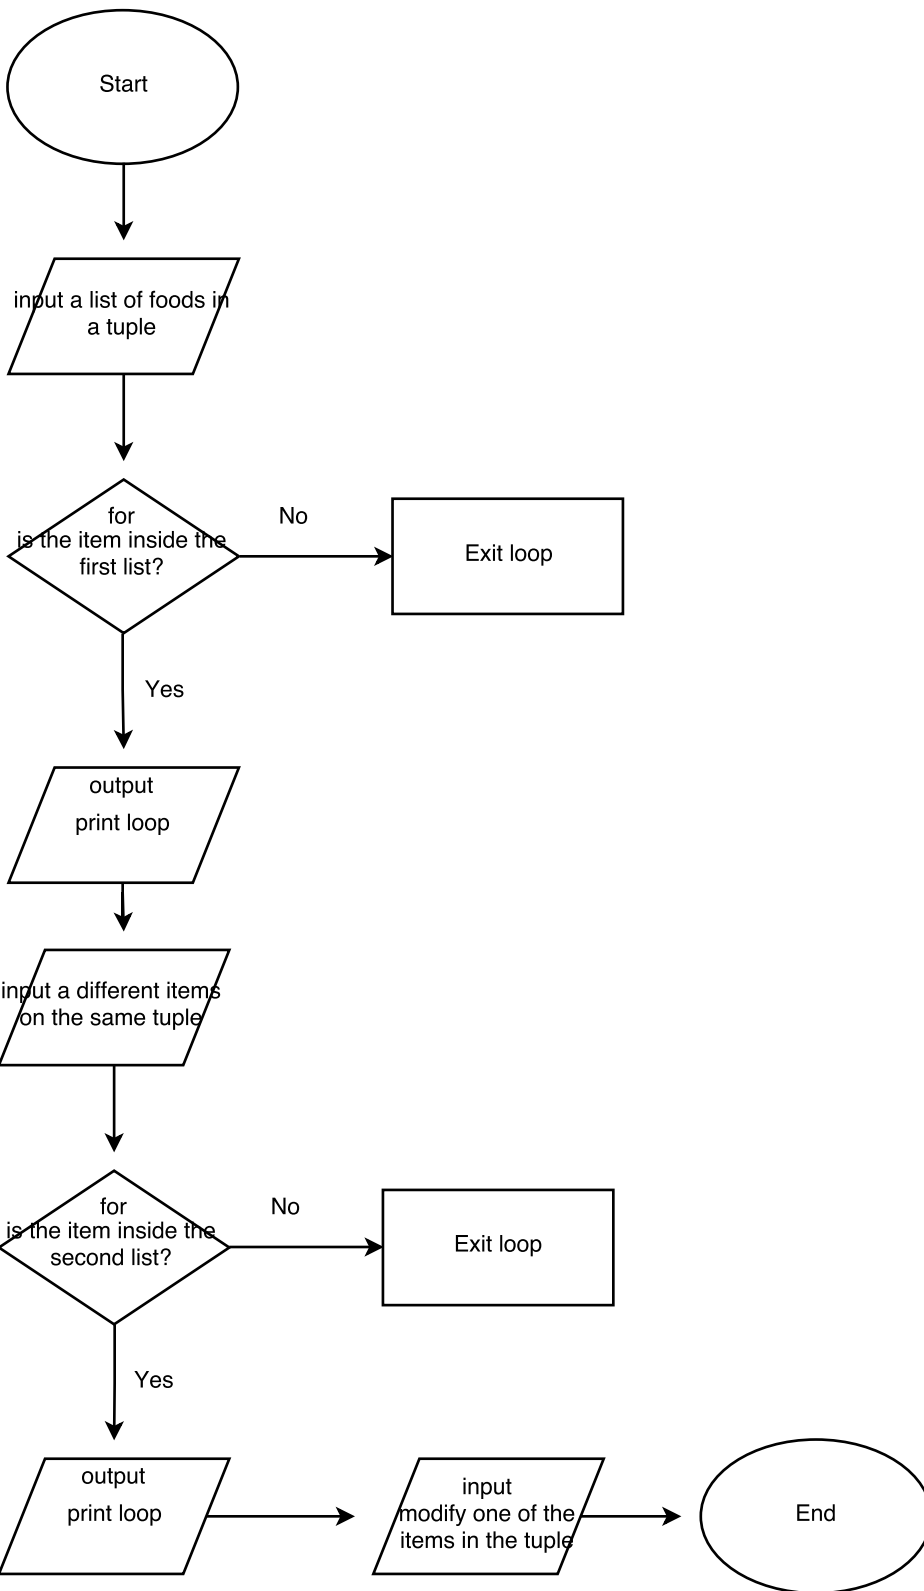 Start
input a list of foods in
a tuple
for
is the item inside the
first list?
No
Exit loop
Yes
output
print loop
input a different items
on the same tuple
for
is the item inside the
second list?
No
Exit loop
Yes
output
print loop
input
modify one of the
items in the tuple
End